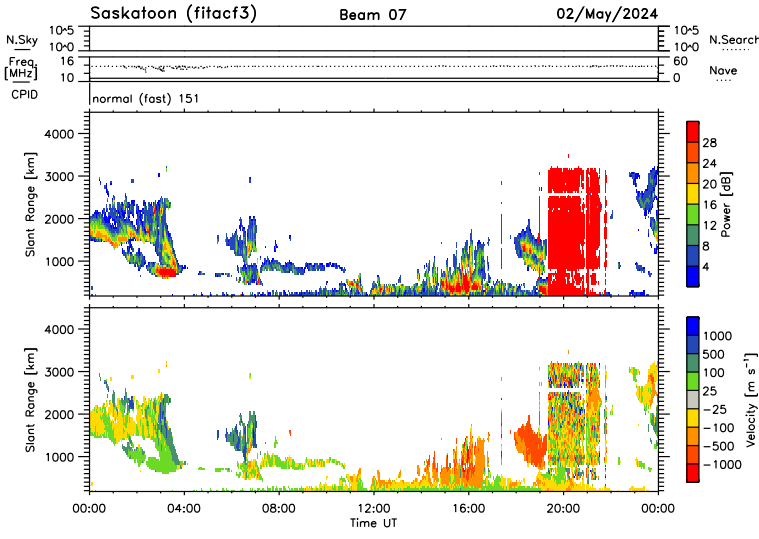 Saskatoon (fitacf3) Beam 07 02/May/2024
N.Sky 10^5 10^0 10^5 10^0 N.Search
Freq. [MHz] 16 10 60 0 Nave
CPID normal (fast) 151
Slant Range [km] 4000 3000 2000 1000
28 24 20 16 12 8 4 Power [dB]
Slant Range [km] 4000 3000 2000 1000
1000 500 100 25 −25 −100 −500 −1000 Velocity [m s⁻¹]
00:00 04:00 08:00 12:00 16:00 20:00 00:00
Time UT